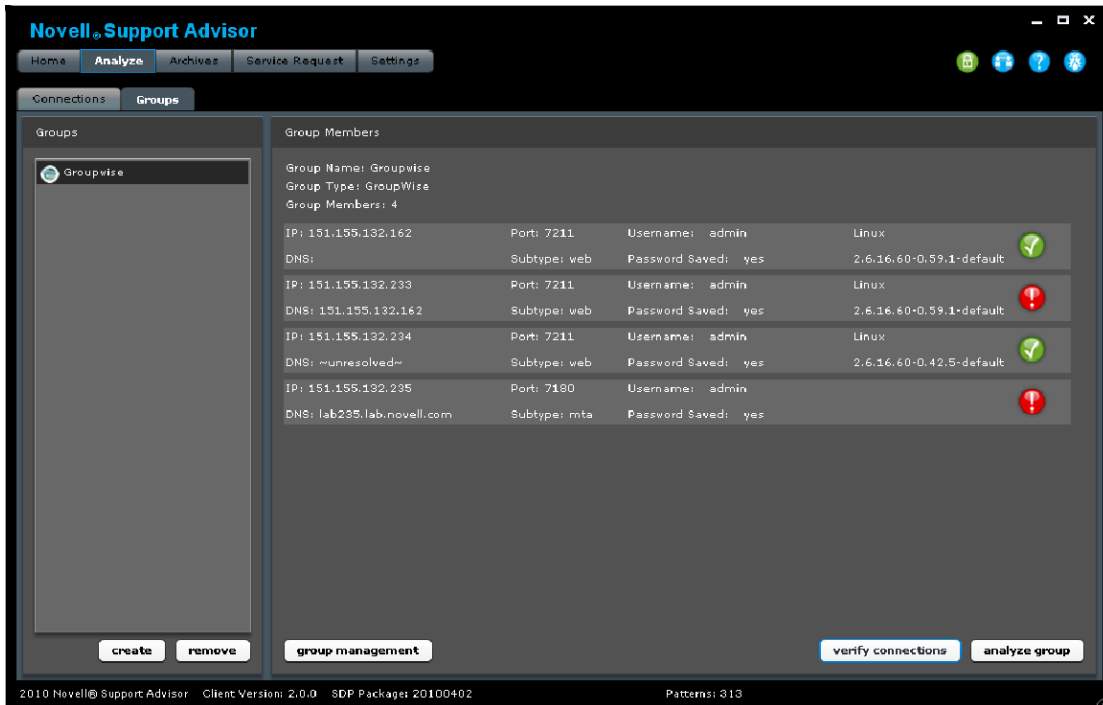 Novell® Support Advisor
Home Analyze Archives Service Request Settings
Connections Groups
Groups
Groupwise
create remove
Group Members
Group Name: Groupwise
Group Type: GroupWise
Group Members: 4
IP: 151.155.132.162 Port: 7211 Username: admin Linux
DNS: Subtype: web Password Saved: yes 2.6.16.60-0.59.1-default
IP: 151.155.132.233 Port: 7211 Username: admin Linux
DNS: 151.155.132.162 Subtype: web Password Saved: yes 2.6.16.60-0.59.1-default
IP: 151.155.132.234 Port: 7211 Username: admin Linux
DNS: ~unresolved~ Subtype: web Password Saved: yes 2.6.16.60-0.42.5-default
IP: 151.155.132.235 Port: 7180 Username: admin
DNS: lab235.lab.novell.com Subtype: mta Password Saved: yes
group management verify connections analyze group
2010 Novell® Support Advisor Client Version: 2.0.0 SDP Package: 20100402 Patterns: 313